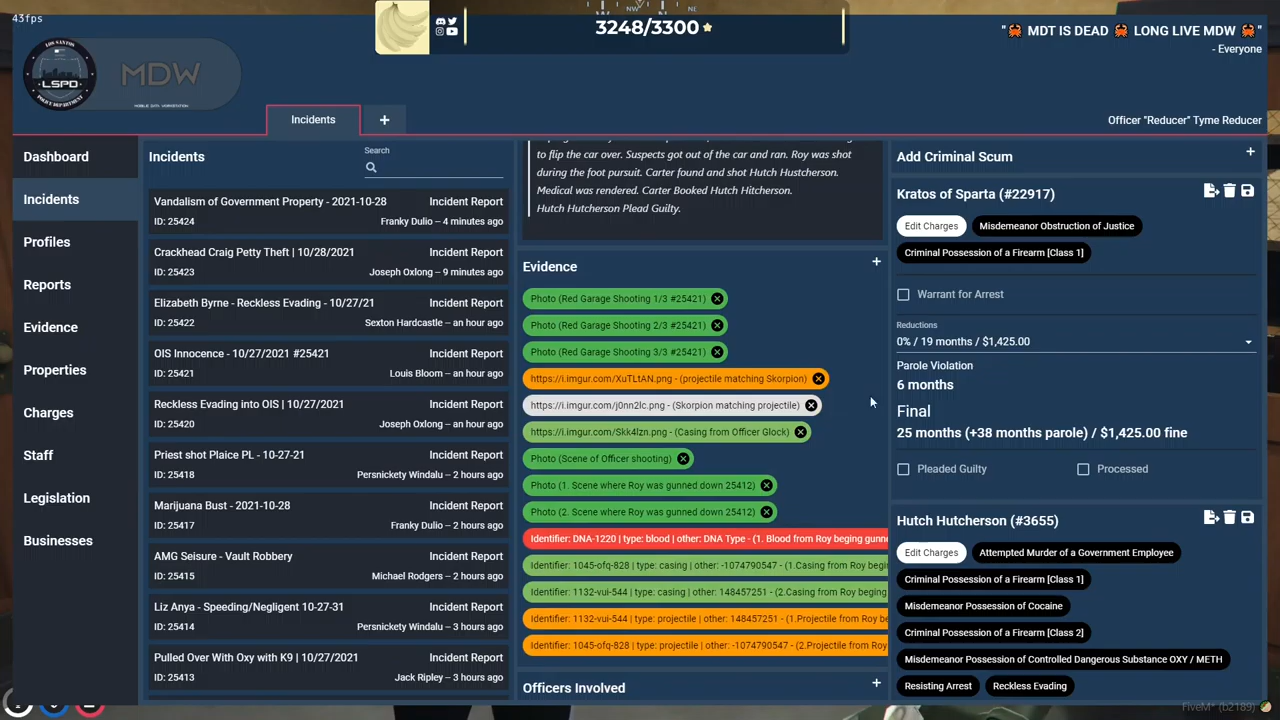 43fps
NW
NE
3248/3300
" MDT IS DEAD LONG LIVE MDW "
- Everyone
LOS SANTOS
LSPD
POLICE DEPARTMENT
MDW
MOBILE DATA WORKSTATION
Incidents
+
Officer "Reducer" Tyme Reducer
Dashboard
Incidents
Profiles
Reports
Evidence
Properties
Charges
Staff
Legislation
Businesses
Incidents
Search
Vandalism of Government Property - 2021-10-28 Incident Report
ID: 25424 Franky Dulio -- 4 minutes ago
Crackhead Craig Petty Theft | 10/28/2021 Incident Report
ID: 25423 Joseph Oxlong -- 9 minutes ago
Elizabeth Byrne - Reckless Evading - 10/27/21 Incident Report
ID: 25422 Sexton Hardcastle -- an hour ago
OIS Innocence - 10/27/2021 #25421 Incident Report
ID: 25421 Louis Bloom -- an hour ago
Reckless Evading into OIS | 10/27/2021 Incident Report
ID: 25420 Joseph Oxlong -- an hour ago
Priest shot Plaice PL - 10-27-21 Incident Report
ID: 25418 Persnickety Windalu -- 2 hours ago
Marijuana Bust - 2021-10-28 Incident Report
ID: 25417 Franky Dulio -- 2 hours ago
AMG Seisure - Vault Robbery Incident Report
ID: 25415 Michael Rodgers -- 2 hours ago
Liz Anya - Speeding/Negligent 10-27-31 Incident Report
ID: 25414 Persnickety Windalu -- 3 hours ago
Pulled Over With Oxy with K9 | 10/27/2021 Incident Report
ID: 25413 Jack Ripley -- 3 hours ago
to flip the car over. Suspects got out of the car and ran. Roy was shot
during the foot pursuit. Carter found and shot Hutch Hustcherson.
Medical was rendered. Carter Booked Hutch Hitcherson.
Hutch Hutcherson Plead Guilty.
Evidence +
Photo (Red Garage Shooting 1/3 #25421)
Photo (Red Garage Shooting 2/3 #25421)
Photo (Red Garage Shooting 3/3 #25421)
https://i.imgur.com/XuTLtAN.png - (projectile matching Skorpion)
https://i.imgur.com/j0nn2lc.png - (Skorpion matching projectile)
https://i.imgur.com/Skk4lzn.png - (Casing from Officer Glock)
Photo (Scene of Officer shooting)
Photo (1. Scene where Roy was gunned down 25412)
Photo (2. Scene where Roy was gunned down 25412)
Identifier: DNA-1220 | type: blood | other: DNA Type - (1. Blood from Roy beging gunne
Identifier: 1045-ofq-828 | type: casing | other: -1074790547 - (1.Casing from Roy beging
Identifier: 1132-vui-544 | type: casing | other: 148457251 - (2.Casing from Roy beging
Identifier: 1132-vui-544 | type: projectile | other: 148457251 - (1.Projectile from Roy be
Identifier: 1045-ofq-828 | type: projectile | other: -1074790547 - (2.Projectile from Roy
Officers Involved +
Add Criminal Scum +
Kratos of Sparta (#22917)
Edit Charges Misdemeanor Obstruction of Justice
Criminal Possession of a Firearm [Class 1]
Warrant for Arrest
Reductions
0% / 19 months / $1,425.00
Parole Violation
6 months
Final
25 months (+38 months parole) / $1,425.00 fine
Pleaded Guilty Processed
Hutch Hutcherson (#3655)
Edit Charges Attempted Murder of a Government Employee
Criminal Possession of a Firearm [Class 1]
Misdemeanor Possession of Cocaine
Criminal Possession of a Firearm [Class 2]
Misdemeanor Possession of Controlled Dangerous Substance OXY / METH
Resisting Arrest Reckless Evading
FiveM* (b2189)